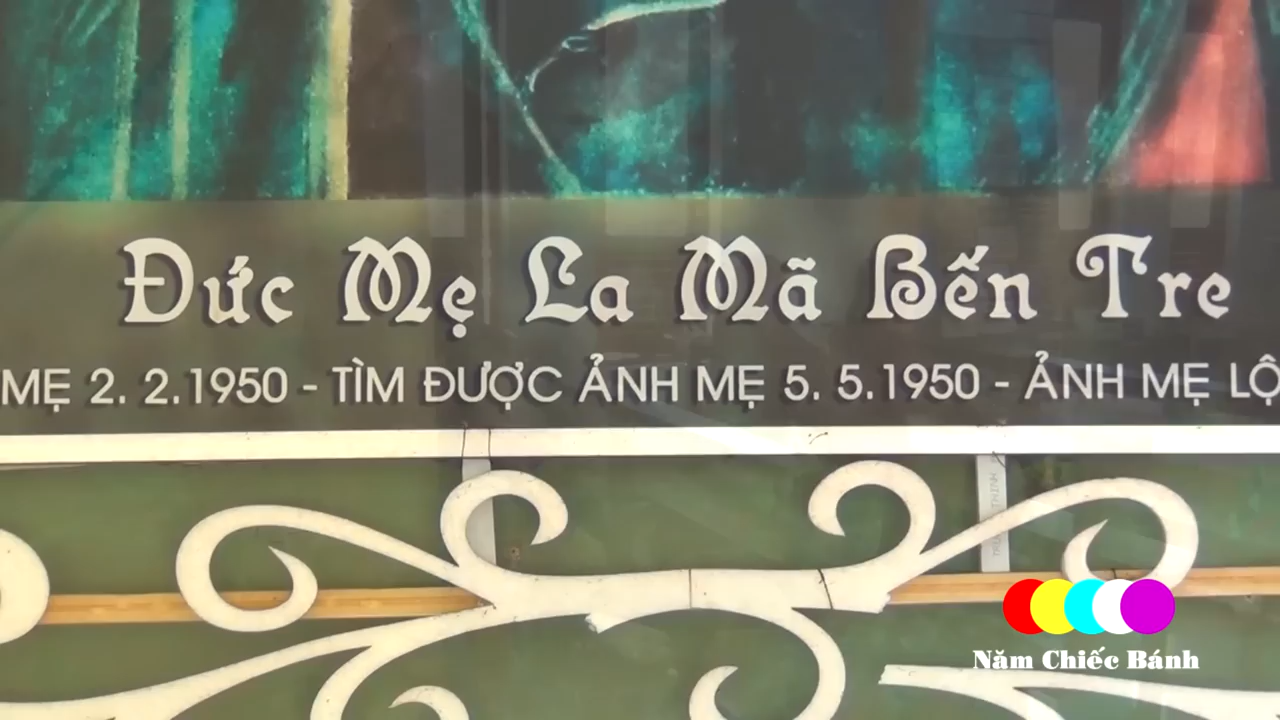 Đức Mẹ La Mã Bến Tre
MẸ 2. 2.1950 - TÌM ĐƯỢC ẢNH MẸ 5. 5.1950 - ẢNH MẸ LỘ
Năm Chiếc Bánh